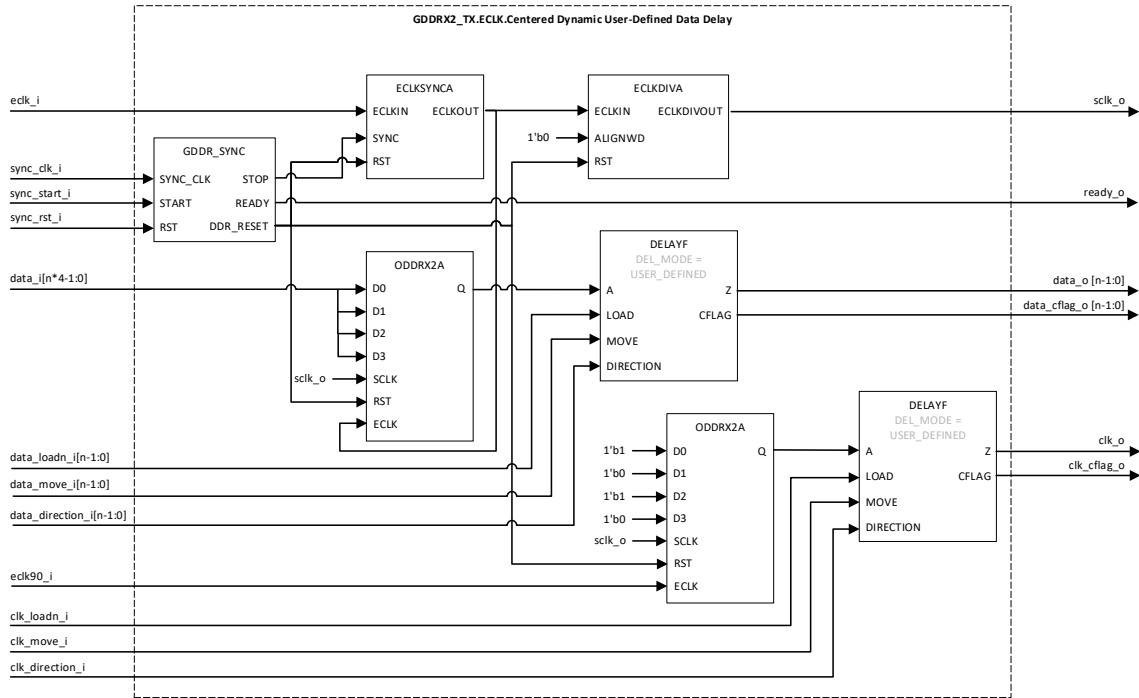 GDDRX2_TX.ECLK.Centered Dynamic User-Defined Data Delay
eclk_i
ECLKSYNCA
ECLKIN ECLKOUT
SYNC
RST
ECLKDIVA
ECLKIN ECLKDIVOUT
1'b0 ALIGNWD
RST
sclk_o
GDDR_SYNC
sync_clk_i SYNC_CLK STOP
sync_start_i START READY
sync_rst_i RST DDR_RESET
ready_o
data_i[n*4-1:0]
ODDRX2A
D0 Q
D1
D2
D3
sclk_o SCLK
RST
ECLK
DELAYF
DEL_MODE =
USER_DEFINED
A Z
LOAD CFLAG
MOVE
DIRECTION
data_o [n-1:0]
data_cflag_o [n-1:0]
data_loadn_i[n-1:0]
data_move_i[n-1:0]
data_direction_i[n-1:0]
ODDRX2A
1'b1 D0 Q
1'b0 D1
1'b1 D2
1'b0 D3
sclk_o SCLK
RST
ECLK
DELAYF
DEL_MODE =
USER_DEFINED
A Z
LOAD CFLAG
MOVE
DIRECTION
clk_o
clk_cflag_o
eclk90_i
clk_loadn_i
clk_move_i
clk_direction_i